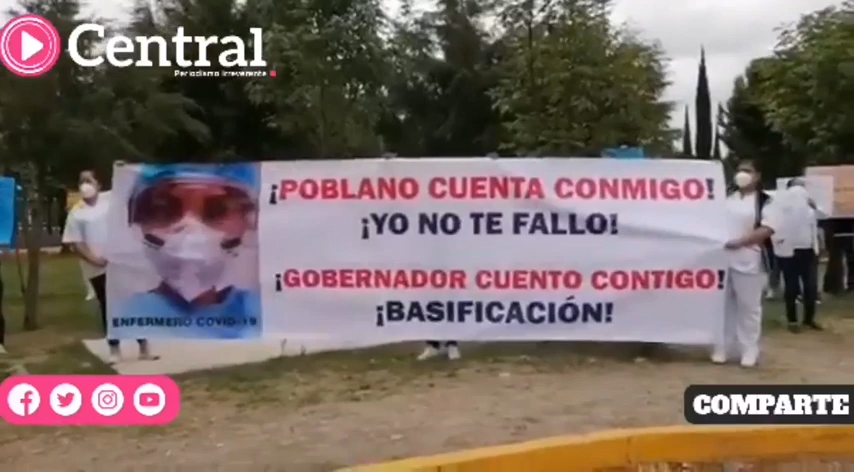 Central
Periodismo Irreverente
¡POBLANO CUENTA CONMIGO!
¡YO NO TE FALLO!
¡GOBERNADOR CUENTO CONTIGO!
¡BASIFICACIÓN!
ENFERMERO COVID-19
COMPARTE